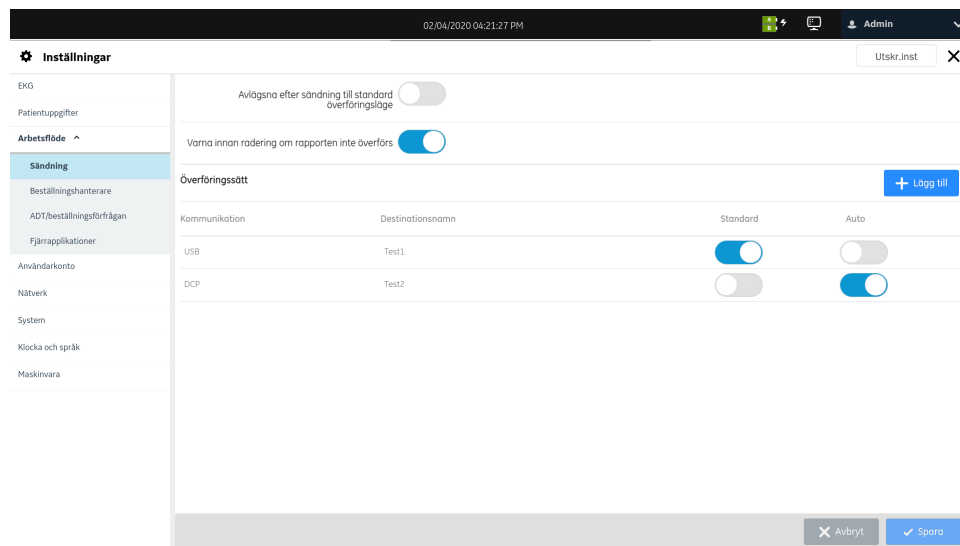 02/04/2020 04:21:27 PM
A
B
Admin
Inställningar
Utskr.inst
EKG
Patientuppgifter
Arbetsflöde
Sändning
Beställningshanterare
ADT/beställningsförfrågan
Fjärrapplikationer
Användarkonto
Nätverk
System
Klocka och språk
Maskinvara
Avlägsna efter sändning till standard
överföringsläge
Varna innan radering om rapporten inte överförs
Överföringssätt
Lägg till
Kommunikation Destinationsnamn Standard Auto
USB Test1
DCP Test2
Avbryt
Spara